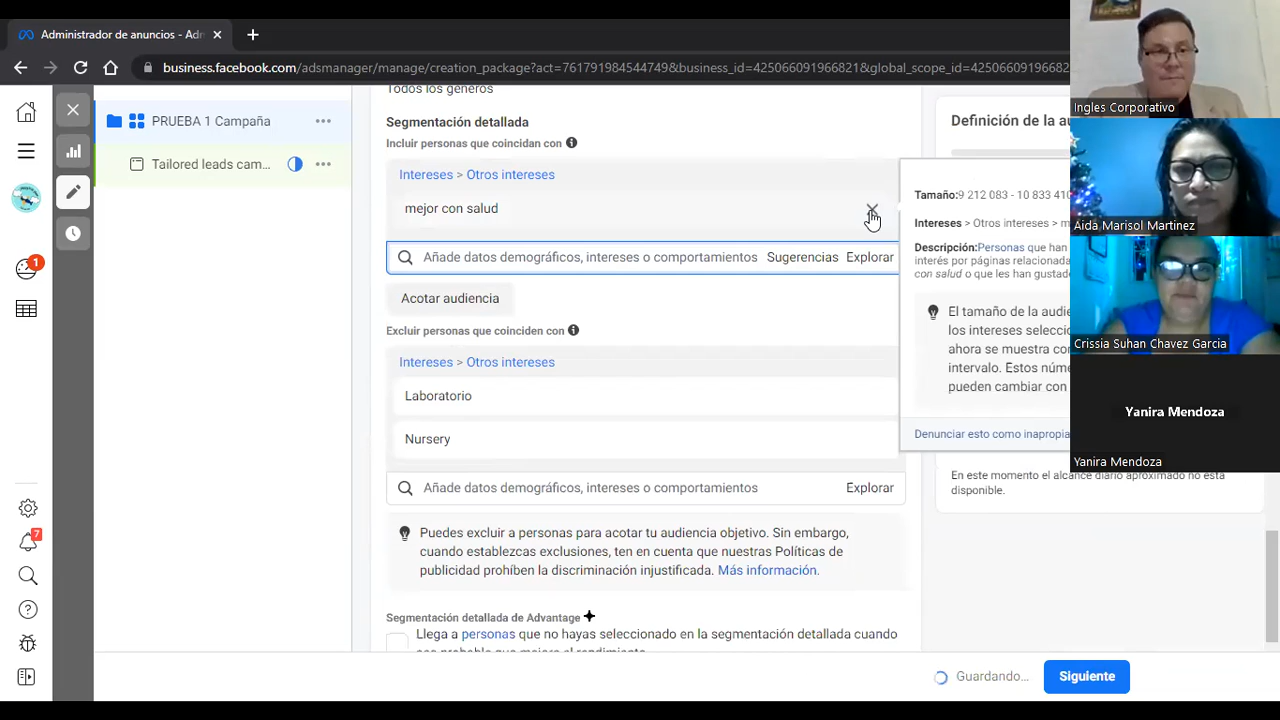 Administrador de anuncios - Adr
business.facebook.com/adsmanager/manage/creation_package?act=761791984544749&business_id=425066091966821&global_scope_id=42506609196682
PRUEBA 1 Campaña
Tailored leads cam...
1
7
Todos los géneros
Segmentación detallada
Incluir personas que coincidan con
Intereses > Otros intereses
mejor con salud
Añade datos demográficos, intereses o comportamientos Sugerencias Explorar
Acotar audiencia
Excluir personas que coinciden con
Intereses > Otros intereses
Laboratorio
Nursery
Añade datos demográficos, intereses o comportamientos Explorar
Puedes excluir a personas para acotar tu audiencia objetivo. Sin embargo,
cuando establezcas exclusiones, ten en cuenta que nuestras Políticas de
publicidad prohíben la discriminación injustificada. Más información.
Segmentación detallada de Advantage
Llega a personas que no hayas seleccionado en la segmentación detallada cuando
Definición de la au
Tamaño:9 212 083 - 10 833 410
Intereses > Otros intereses > m
Descripción:Personas que han
interés por páginas relacionada
con salud o que les han gustado
El tamaño de la audie
los intereses selecci
ahora se muestra co
intervalo. Estos núme
pueden cambiar con
Denunciar esto como inapropia
En este momento el alcance diario aproximado no está
disponible.
Guardando...
Siguiente
Ingles Corporativo
Aida Marisol Martinez
Crissia Suhan Chavez Garcia
Yanira Mendoza
Yanira Mendoza